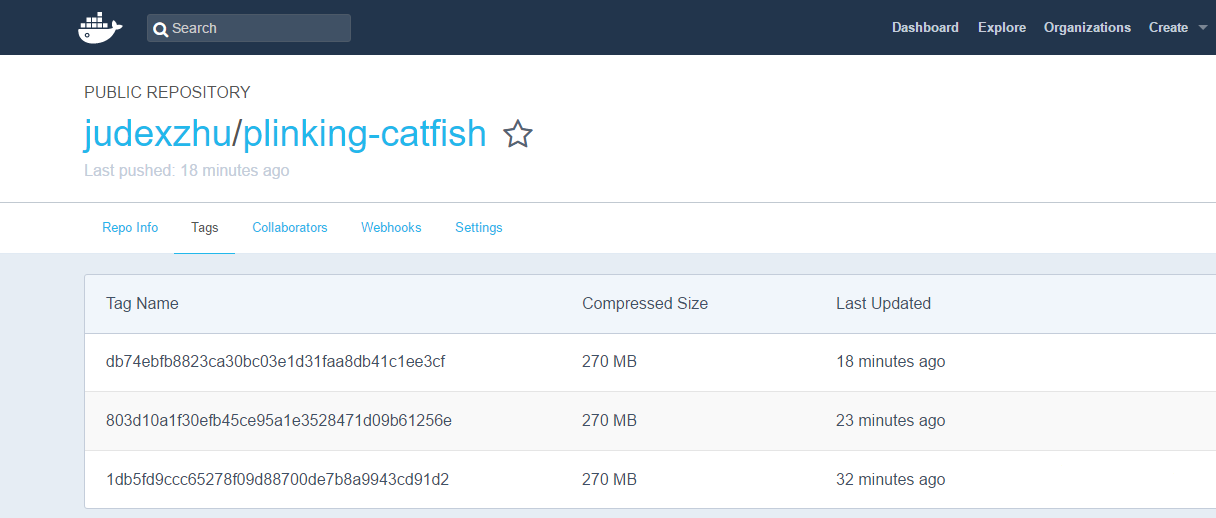 Search Dashboard Explore Organizations Create
PUBLIC REPOSITORY
judexzhu/plinking-catfish
Last pushed: 18 minutes ago
Repo Info Tags Collaborators Webhooks Settings
Tag Name Compressed Size Last Updated
db74ebfb8823ca30bc03e1d31faa8db41c1ee3cf 270 MB 18 minutes ago
803d10a1f30efb45ce95a1e3528471d09b61256e 270 MB 23 minutes ago
1db5fd9ccc65278f09d88700de7b8a9943cd91d2 270 MB 32 minutes ago